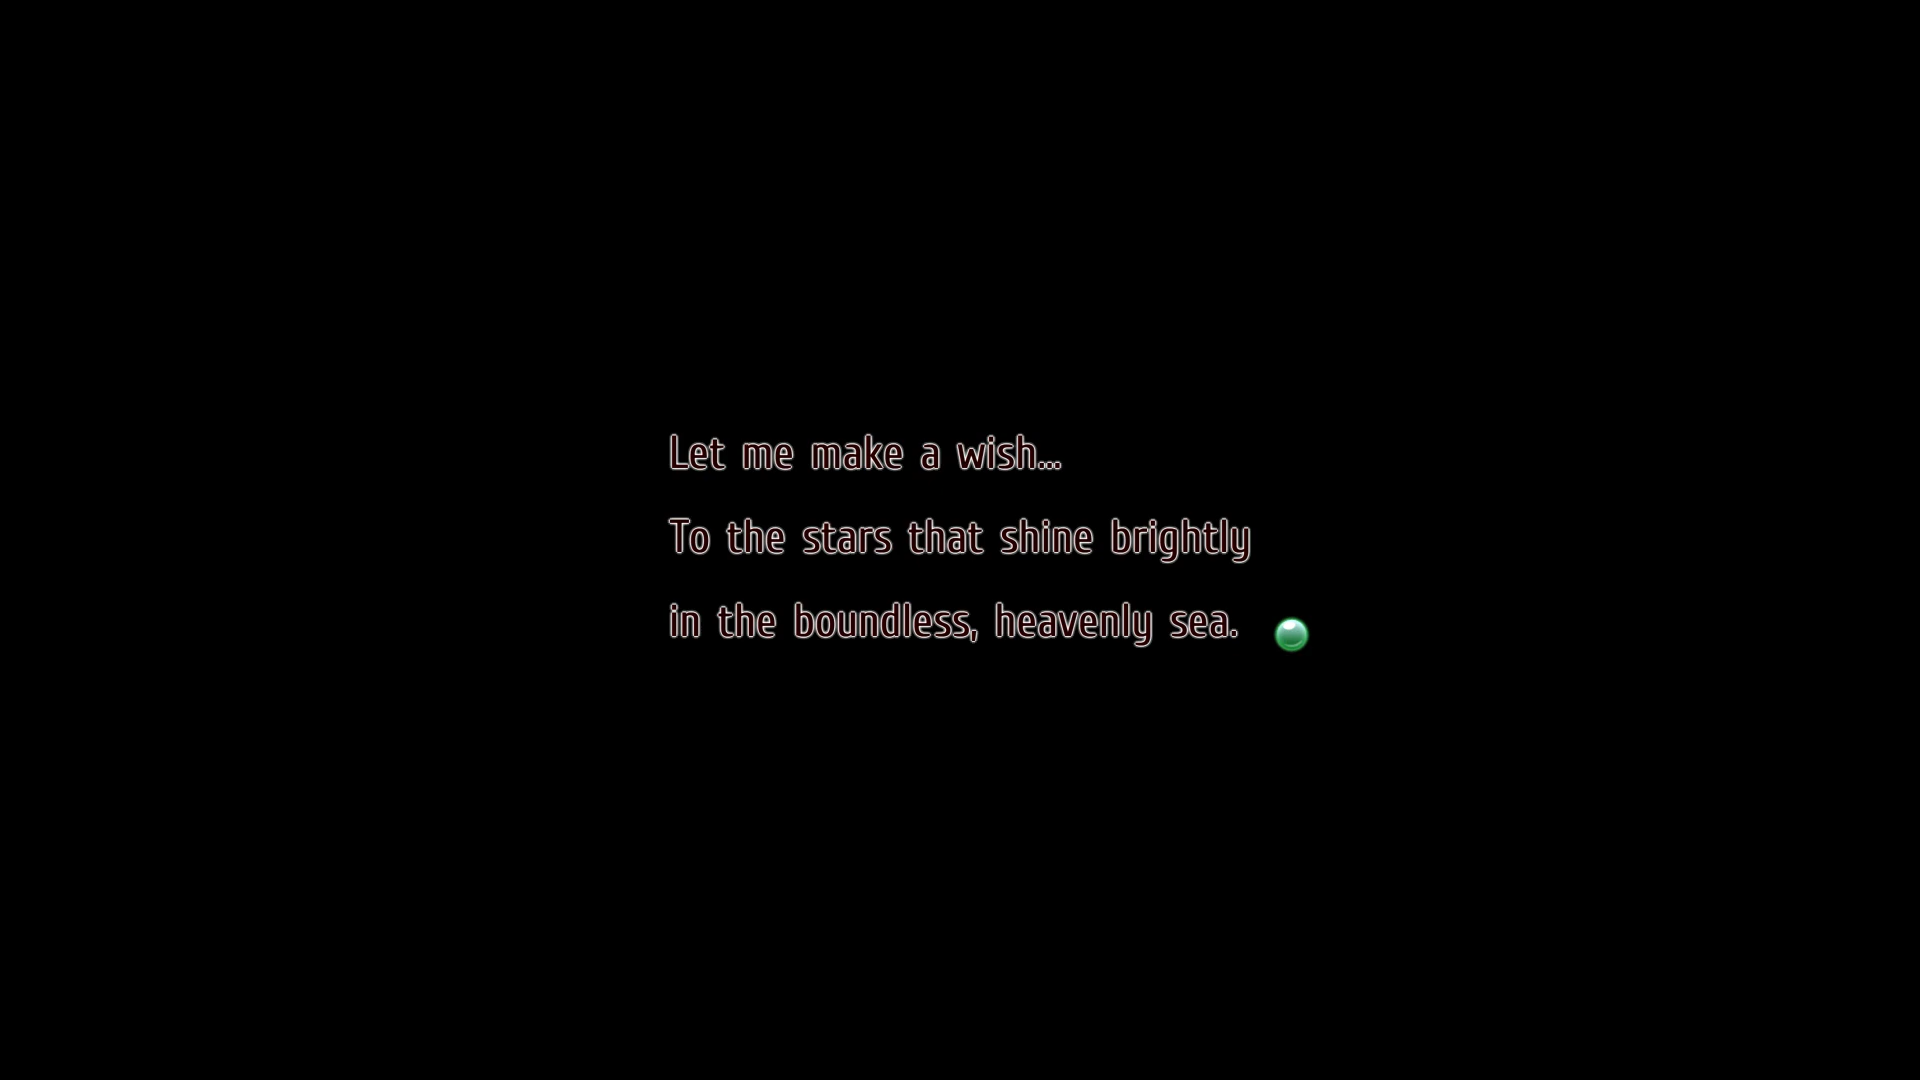 Let me make a wish...
To the stars that shine brightly
in the boundless, heavenly sea.